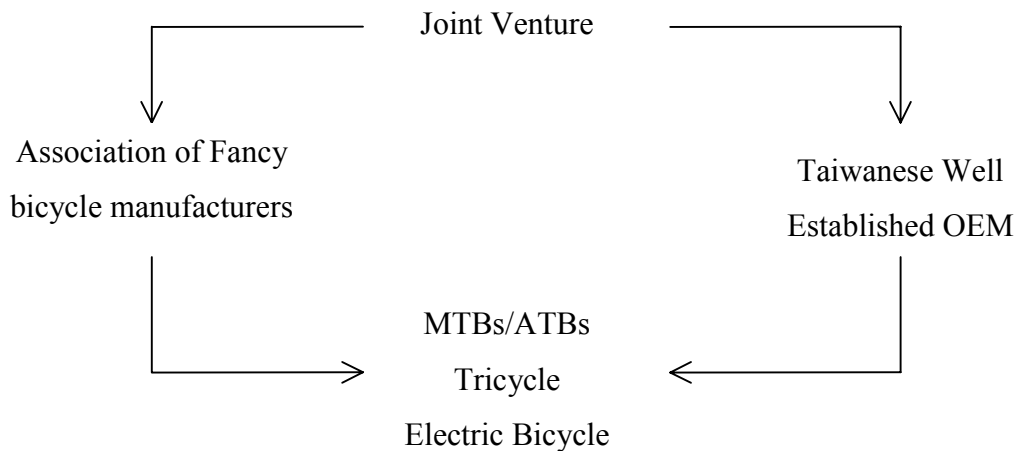 Joint Venture
Association of Fancy
bicycle manufacturers
Taiwanese Well
Established OEM
MTBs/ATBs
Tricycle
Electric Bicycle